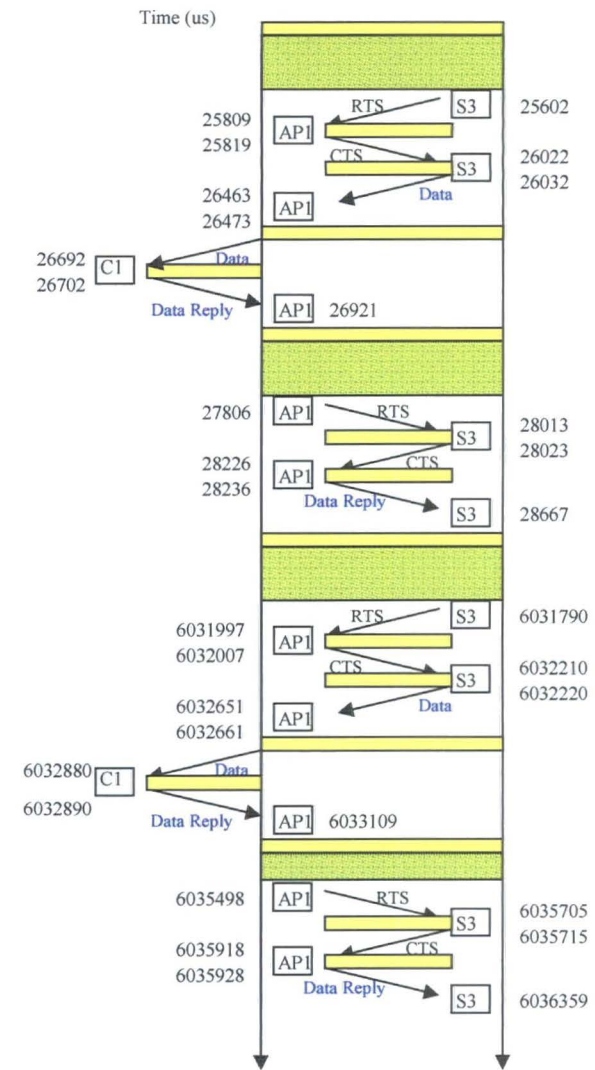 Time (us)
RTS S3 25602
25809 AP1
25819
CTS S3 26022
26032
26463 AP1 Data
26473
26692 C1 Data
26702
Data Reply AP1 26921
27806 AP1 RTS
S3 28013
28023
28226 AP1 CTS
28236
Data Reply S3 28667
RTS S3 6031790
6031997 AP1
6032007
CTS S3 6032210
6032220
6032651 AP1 Data
6032661
6032880 C1 Data
6032890
Data Reply AP1 6033109
6035498 AP1 RTS
S3 6035705
6035715
6035918 AP1 CTS
6035928
Data Reply S3 6036359